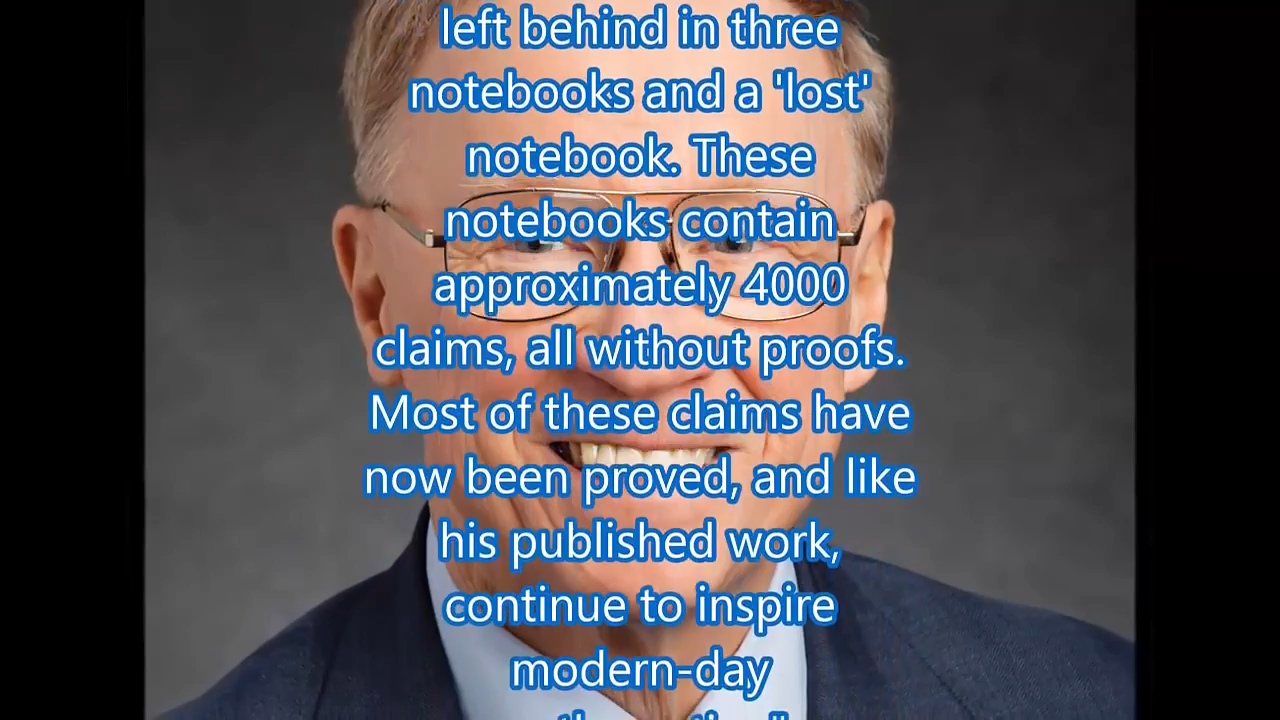 left behind in three
notebooks and a 'lost'
notebook. These
notebooks contain
approximately 4000
claims, all without proofs.
Most of these claims have
now been proved, and like
his published work,
continue to inspire
modern-day